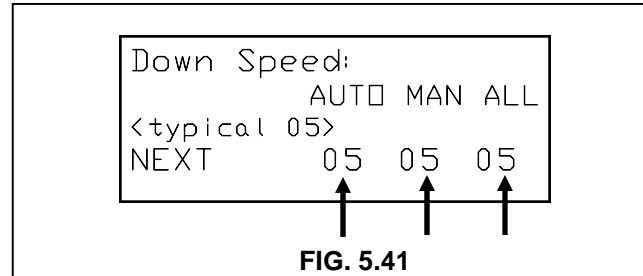 Down Speed:
AUTO MAN ALL
<typical 05>
NEXT 05 05 05
FIG. 5.41